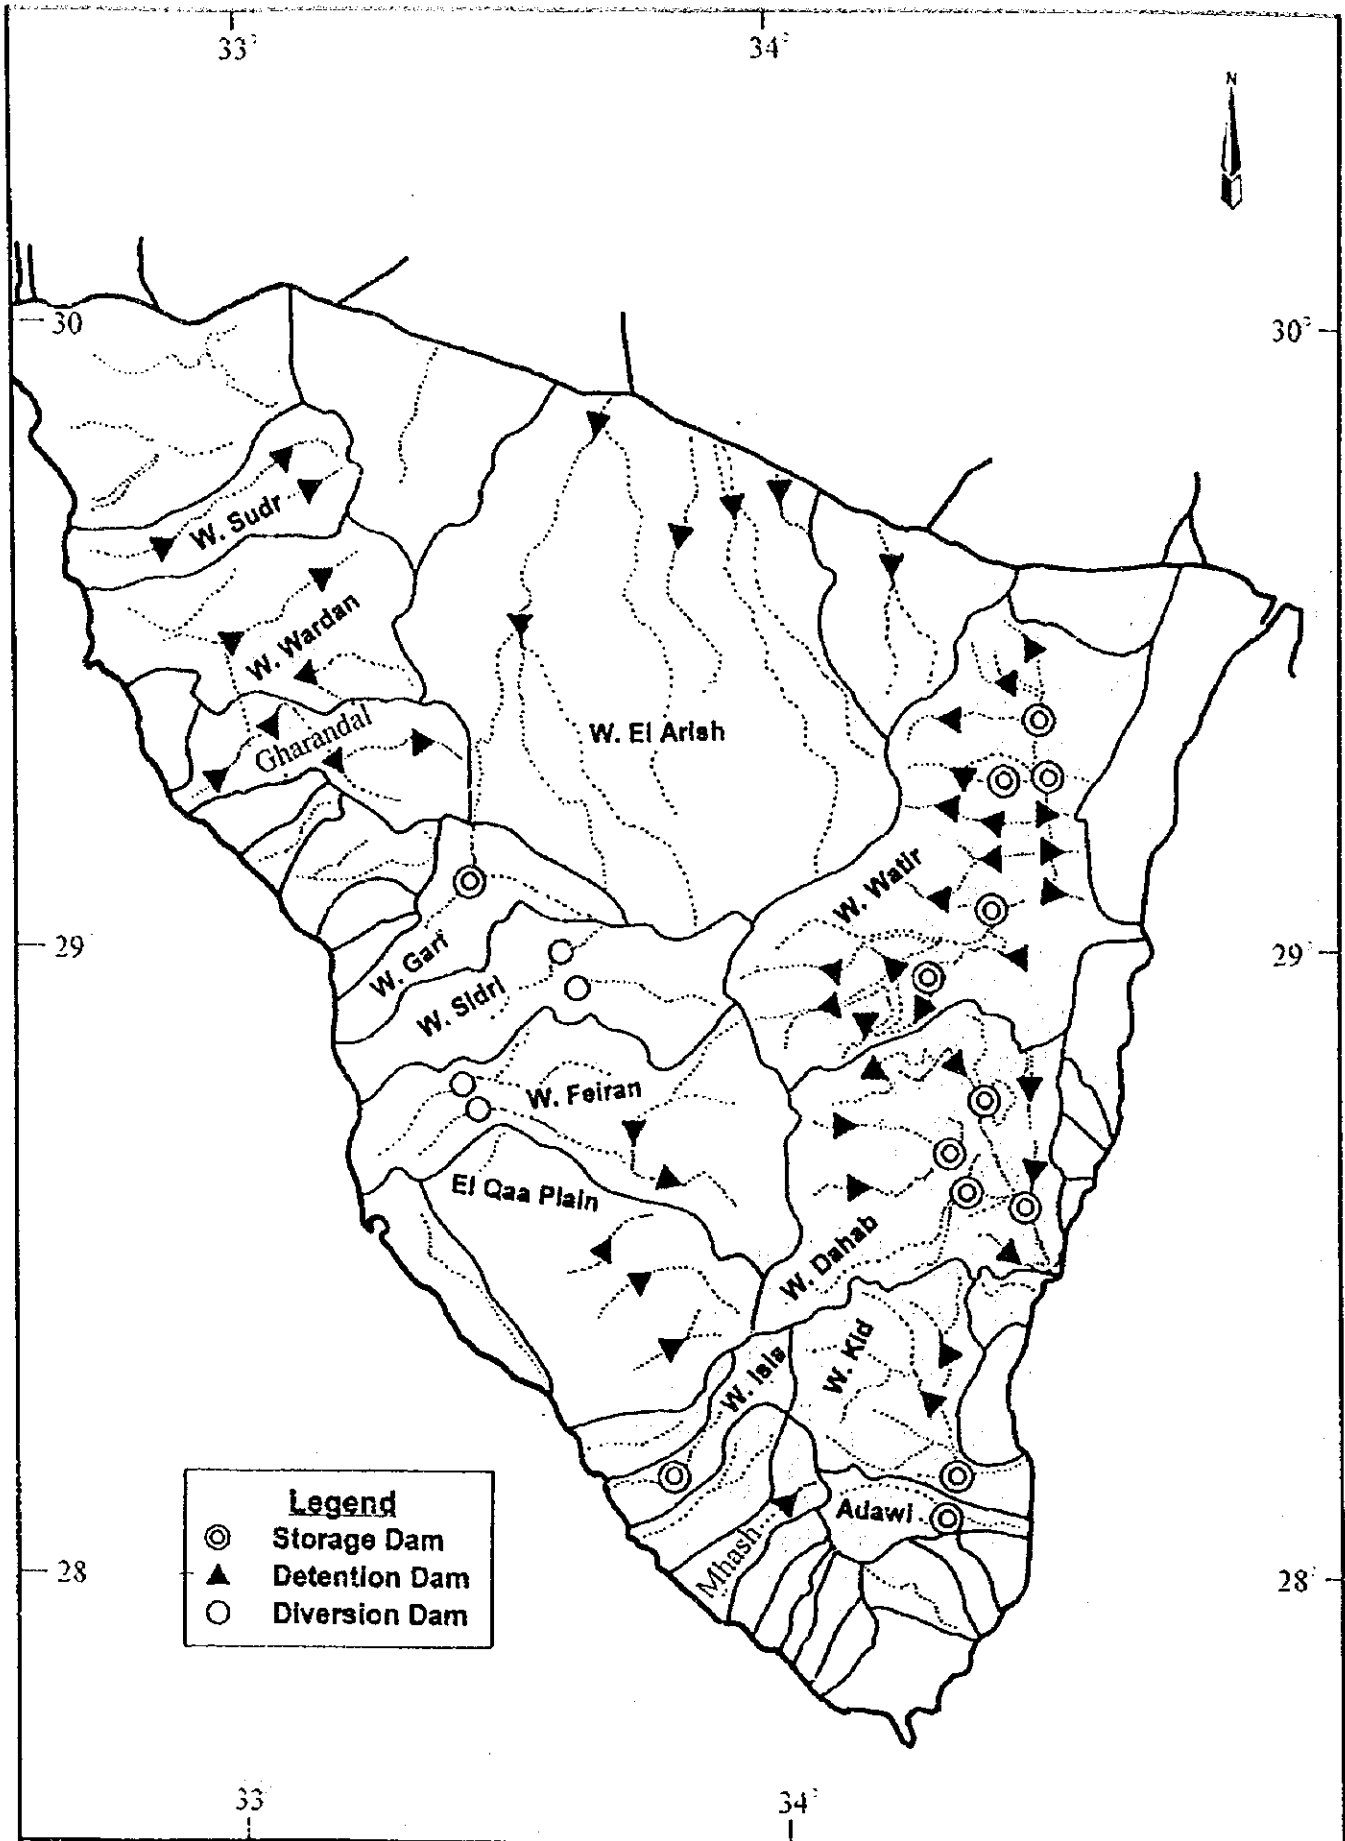 33°
34°
N
30
30°
W. Sudr
W. Wardan
Gharandal
W. El Arish
W. Watir
W. Gari
29
29°
W. Sidri
W. Feiran
El Qaa Plain
W. Dahab
W. Kid
W. Isla
Adawi
Mhash
Legend
Storage Dam
Detention Dam
Diversion Dam
28
28°
33°
34°